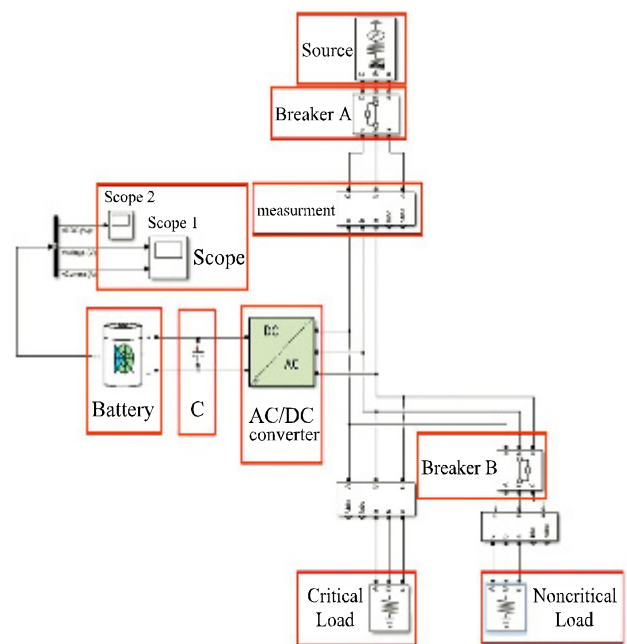 Source
Breaker A
measurment
Scope 2
Scope 1
Scope
DC
AC
Battery
C
AC/DC
converter
Breaker B
Critical
Load
Noncritical
Load